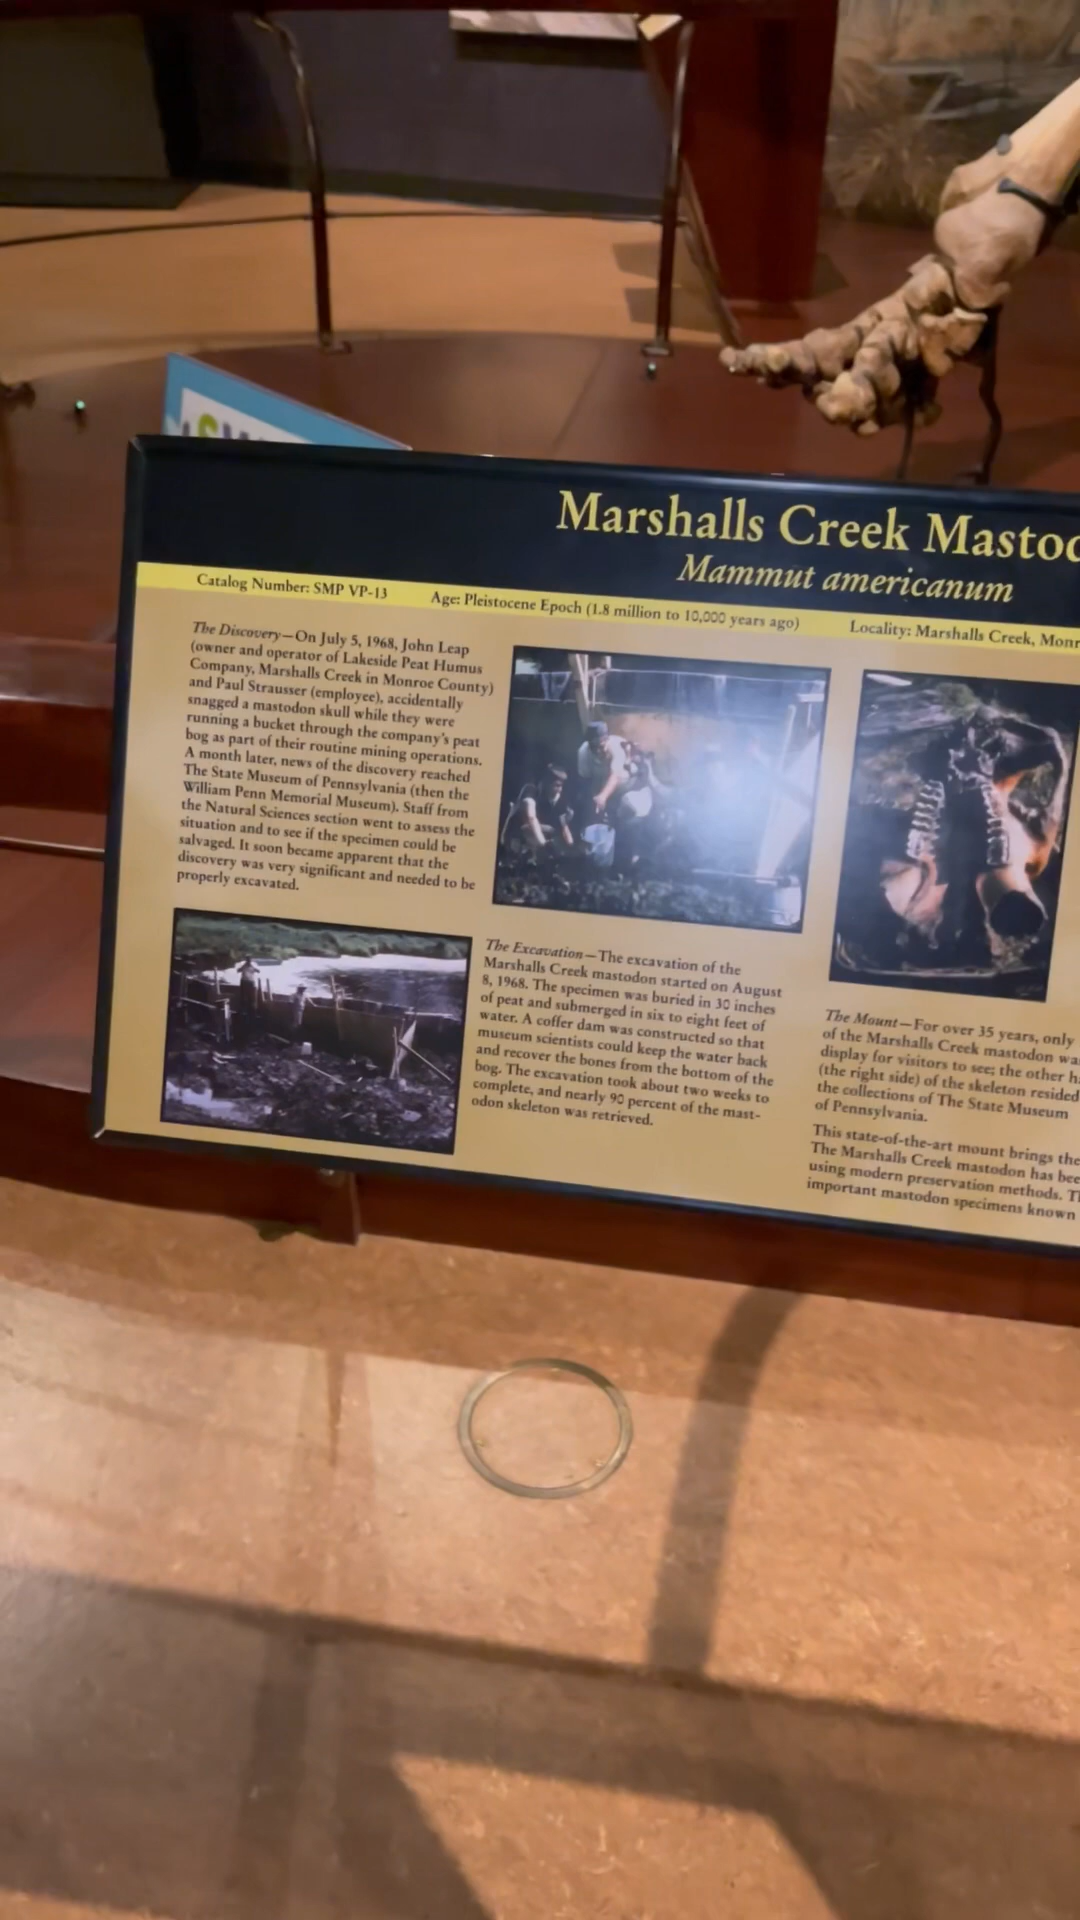 Marshalls Creek
Mammut americanum
Catalog Number: SMP VP-13
Age: Pleistocene Epoch (1.8 million to 10,000 years ago)
Locality: Marshalls Creek,
The Discovery—On July 5, 1968, John Leap
(owner and operator of Lakeside Peat Humus
Company, Marshalls Creek in Monroe County)
and Paul Strausser (employee), accidentally
snagged a mastodon skull while they were
running a bucket through the company's peat
bog as part of their routine mining operations.
A month later, news of the discovery reached
The State Museum of Pennsylvania (then the
William Penn Memorial Museum). Staff from
the Natural Sciences section went to assess the
situation and to see if the specimen could be
salvaged. It soon became apparent that the
discovery was very significant and needed to be
properly excavated.
The Excavation—The excavation of the
Marshalls Creek mastodon started on August
8, 1968. The specimen was buried in 30 inches
of peat and submerged in six to eight feet of
water. A coffer dam was constructed so that
museum scientists could keep the water back
and recover the bones from the bottom of the
bog. The excavation took about two weeks to
complete, and nearly 90 percent of the mast-
odon skeleton was retrieved.
The Mount—For over 35 years, only
of the Marshalls Creek mastodon
display for visitors to see; the other
(the right side) of the skeleton resided
the collections of The State Museum
of Pennsylvania.
This state-of-the-art mount brings
The Marshalls Creek mastodon has
using modern preservation methods.
important mastodon specimens known